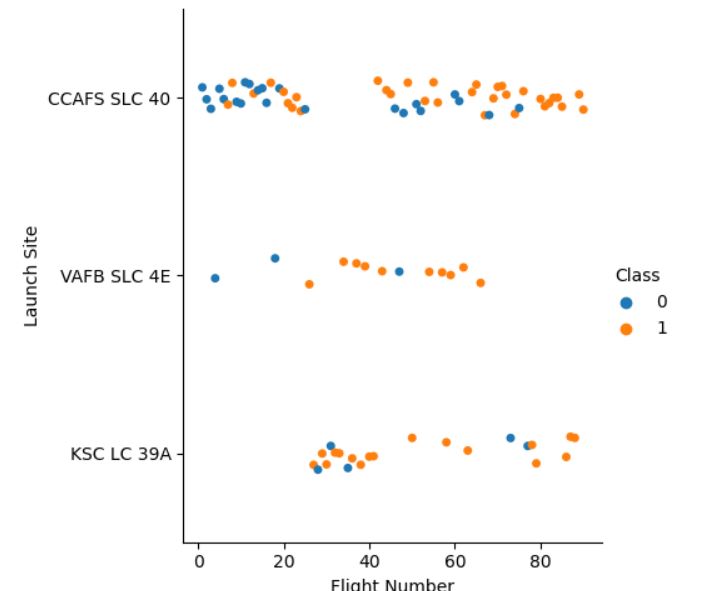 CCAFS SLC 40
VAFB SLC 4E
KSC LC 39A
Launch Site
0
20
40
60
80
Flight Number
Class
0
1